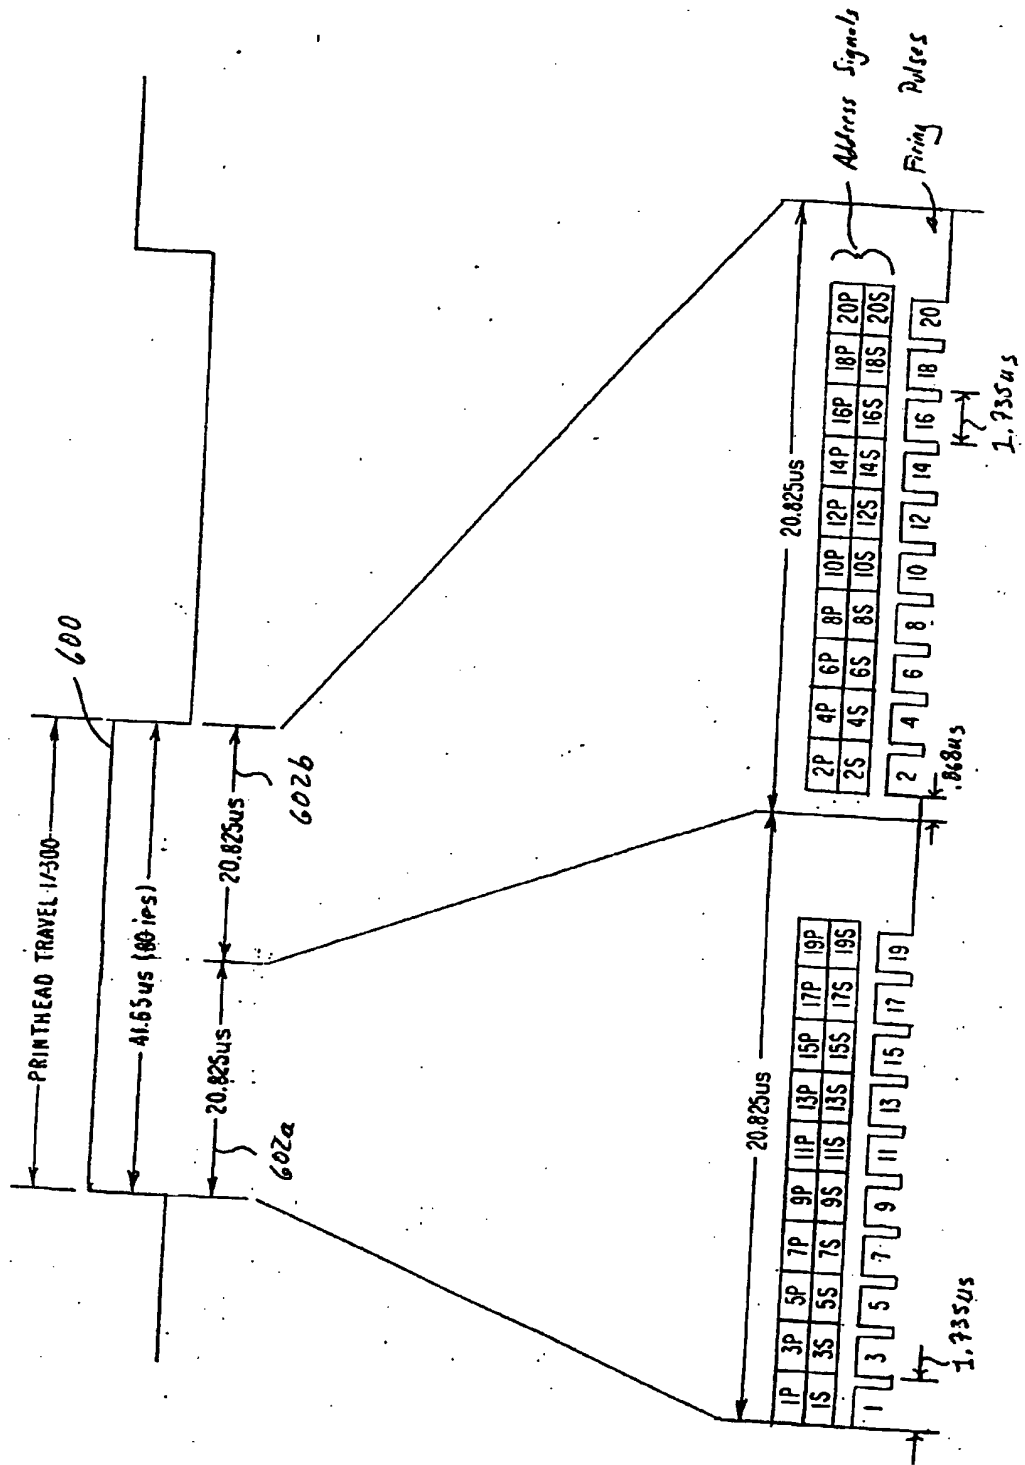 PRINTHEAD TRAVEL 1/300
41.65us (80 ips)
600
20.825us
20.825us
602a
602b
20.825us
20.825us
1P 3P 5P 7P 9P 11P 13P 15P 17P 19P
1S 3S 5S 7S 9S 11S 13S 15S 17S 19S
1 3 5 7 9 11 13 15 17 19
1.735us
2P 4P 6P 8P 10P 12P 14P 16P 18P 20P
2S 4S 6S 8S 10S 12S 14S 16S 18S 20S
2 4 6 8 10 12 14 16 18 20
.868us
1.735us
Address Signals
Firing Pulses